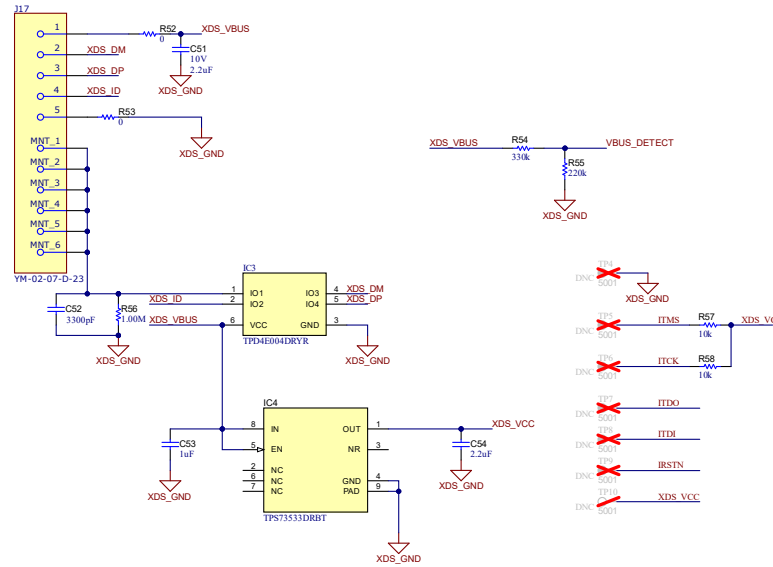 J17
1
R52
0
XDS_VBUS
2
XDS_DM
C51
10V
2.2uF
3
XDS_DP
XDS_GND
4
XDS_ID
5
R53
0
XDS_GND
MNT_1
MNT_2
MNT_3
MNT_4
MNT_5
MNT_6
YM-02-07-D-23
XDS_VBUS
R54
330k
VBUS_DETECT
R55
220k
XDS_GND
IC3
1
IO1
IO3
4
XDS_DM
XDS_ID
2
IO2
IO4
5
XDS_DP
XDS_VBUS
6
VCC
GND
3
TPD4E004DRYR
C52
3300pF
R56
1.00M
XDS_GND
XDS_GND
TP4
DNC
5001
XDS_GND
TP5
DNC
5001
ITMS
R57
10k
TP6
DNC
5001
ITCK
R58
10k
TP7
DNC
5001
ITDO
TP8
DNC
5001
ITDI
TP9
DNC
5001
IRSTN
TP10
DNC
5001
XDS_VCC
IC4
8
IN
OUT
1
XDS_VCC
5
EN
NR
3
2
NC
6
NC
GND
4
7
NC
PAD
9
TPS73533DRBT
C53
1uF
XDS_GND
C54
2.2uF
XDS_GND
XDS_GND